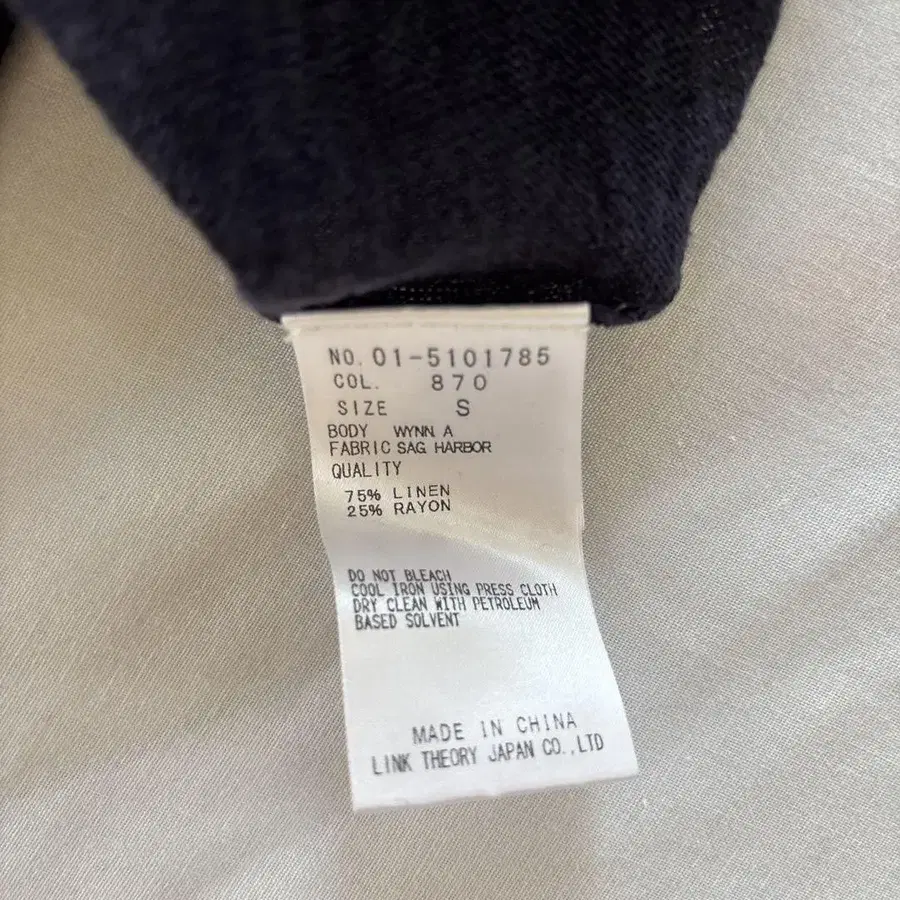 NO. 01-5101785
COL. 870
SIZE S
BODY WYNN A
FABRIC SAG HARBOR
QUALITY
75% LINEN
25% RAYON
DO NOT BLEACH
COOL IRON USING PRESS CLOTH
DRY CLEAN WITH PETROLEUM
BASED SOLVENT
MADE IN CHINA
LINK THEORY JAPAN CO.,LTD